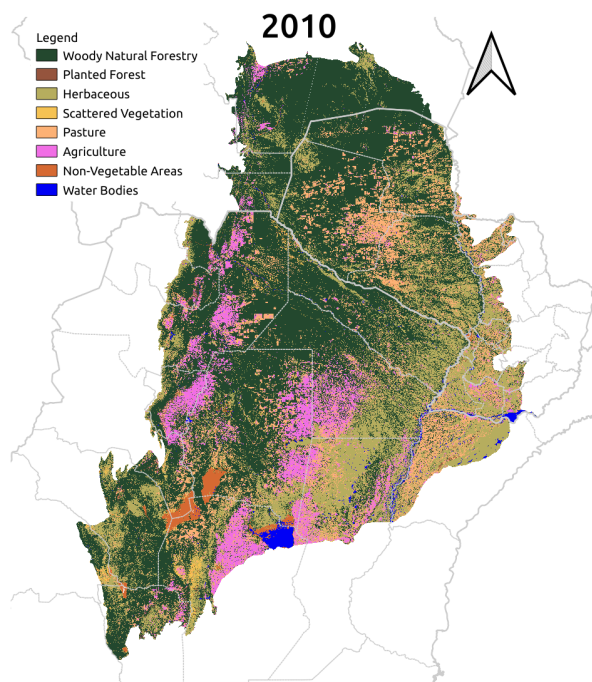 2010
Legend
Woody Natural Forestry
Planted Forest
Herbaceous
Scattered Vegetation
Pasture
Agriculture
Non-Vegetable Areas
Water Bodies